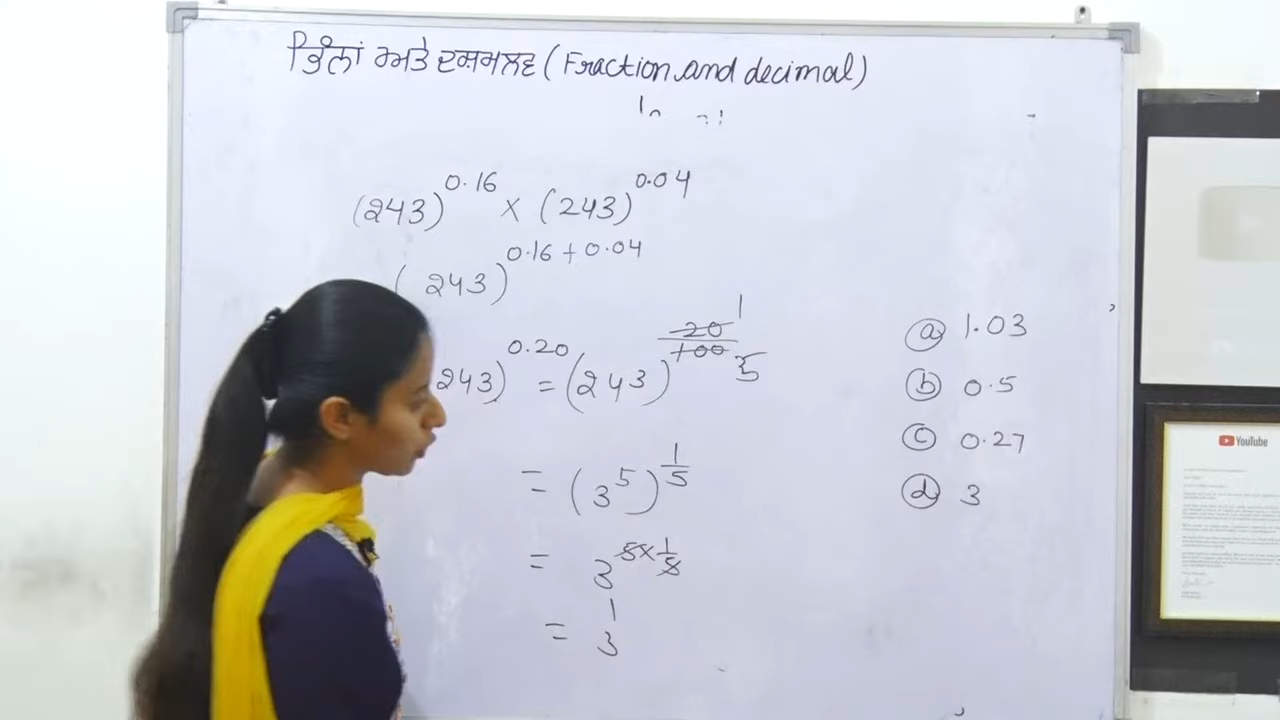 ਭਿੰਨਾਂ ਅਤੇ ਦਸ਼ਮਲਵ (Fraction and decimal)
(243)^0.16 × (243)^0.04
(243)^0.16+0.04
243)^0.20 = (243)^20/100 1 5
= (3^5)^1/5
= 3^5×1/5
= 3^1
ⓐ 1.03
ⓑ 0.5
ⓒ 0.27
ⓓ 3
YouTube